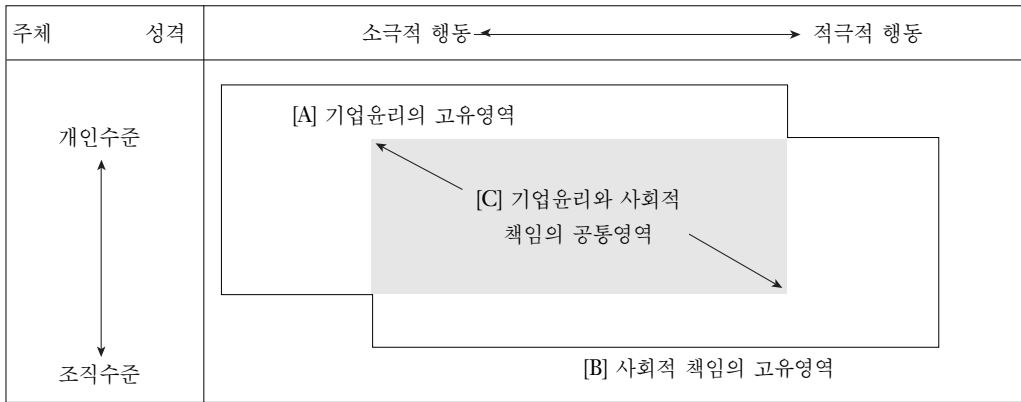 주체 성격 소극적 행동 적극적 행동
[A] 기업윤리의 고유영역
개인수준
[C] 기업윤리와 사회적
책임의 공통영역
조직수준
[B] 사회적 책임의 고유영역